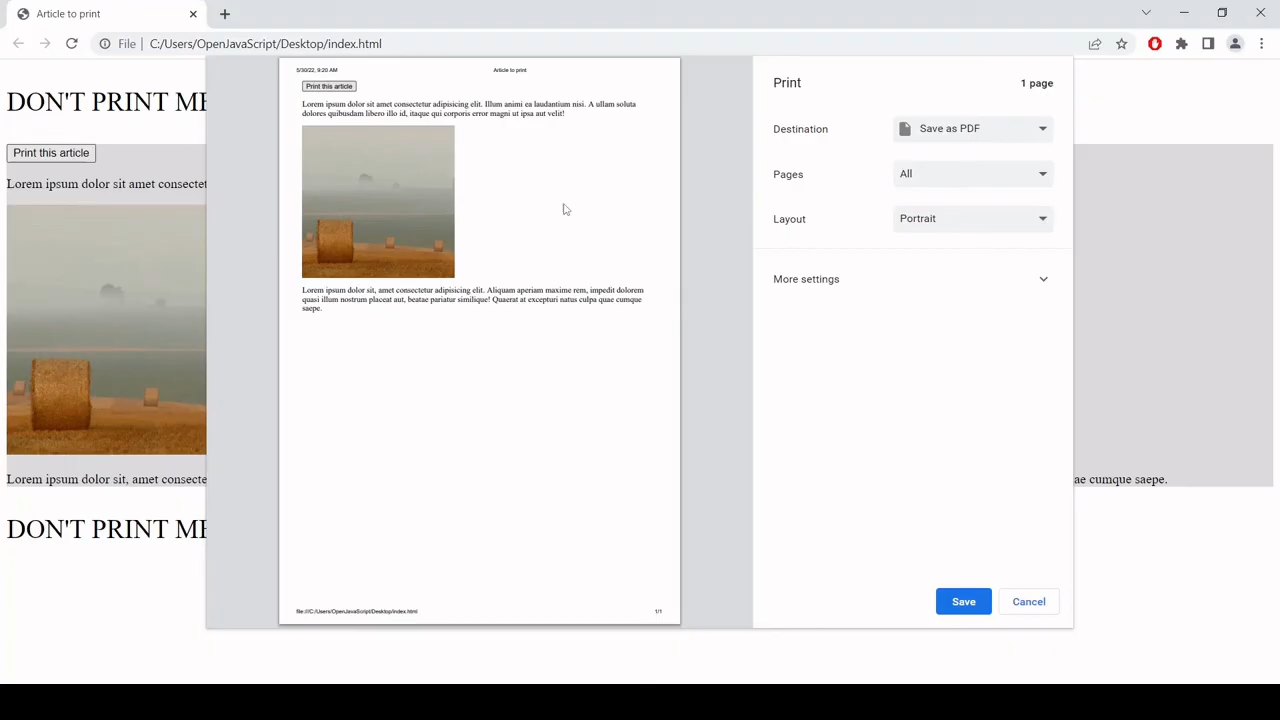 Article to print
File
C:/Users/OpenJavaScript/Desktop/index.html
DON'T PRINT ME
Print this article
Lorem ipsum dolor sit amet consectet
Lorem ipsum dolor sit, amet consecte
ae cumque saepe.
DON'T PRINT ME
5/30/22, 9:20 AM
Article to print
Print this article
Lorem ipsum dolor sit amet consectetur adipisicing elit. Illum animi ea laudantium nisi. A ullam soluta
dolores quibusdam libero illo id, itaque qui corporis error magni ut ipsa aut velit!
Lorem ipsum dolor sit, amet consectetur adipisicing elit. Aliquam aperiam maxime rem, impedit dolorem
quasi illum nostrum placeat aut, beatae pariatur similique! Quaerat at excepturi natus culpa quae cumque
saepe.
file:///C:/Users/OpenJavaScript/Desktop/index.html
1/1
Print
1 page
Destination
Save as PDF
Pages
All
Layout
Portrait
More settings
Save
Cancel